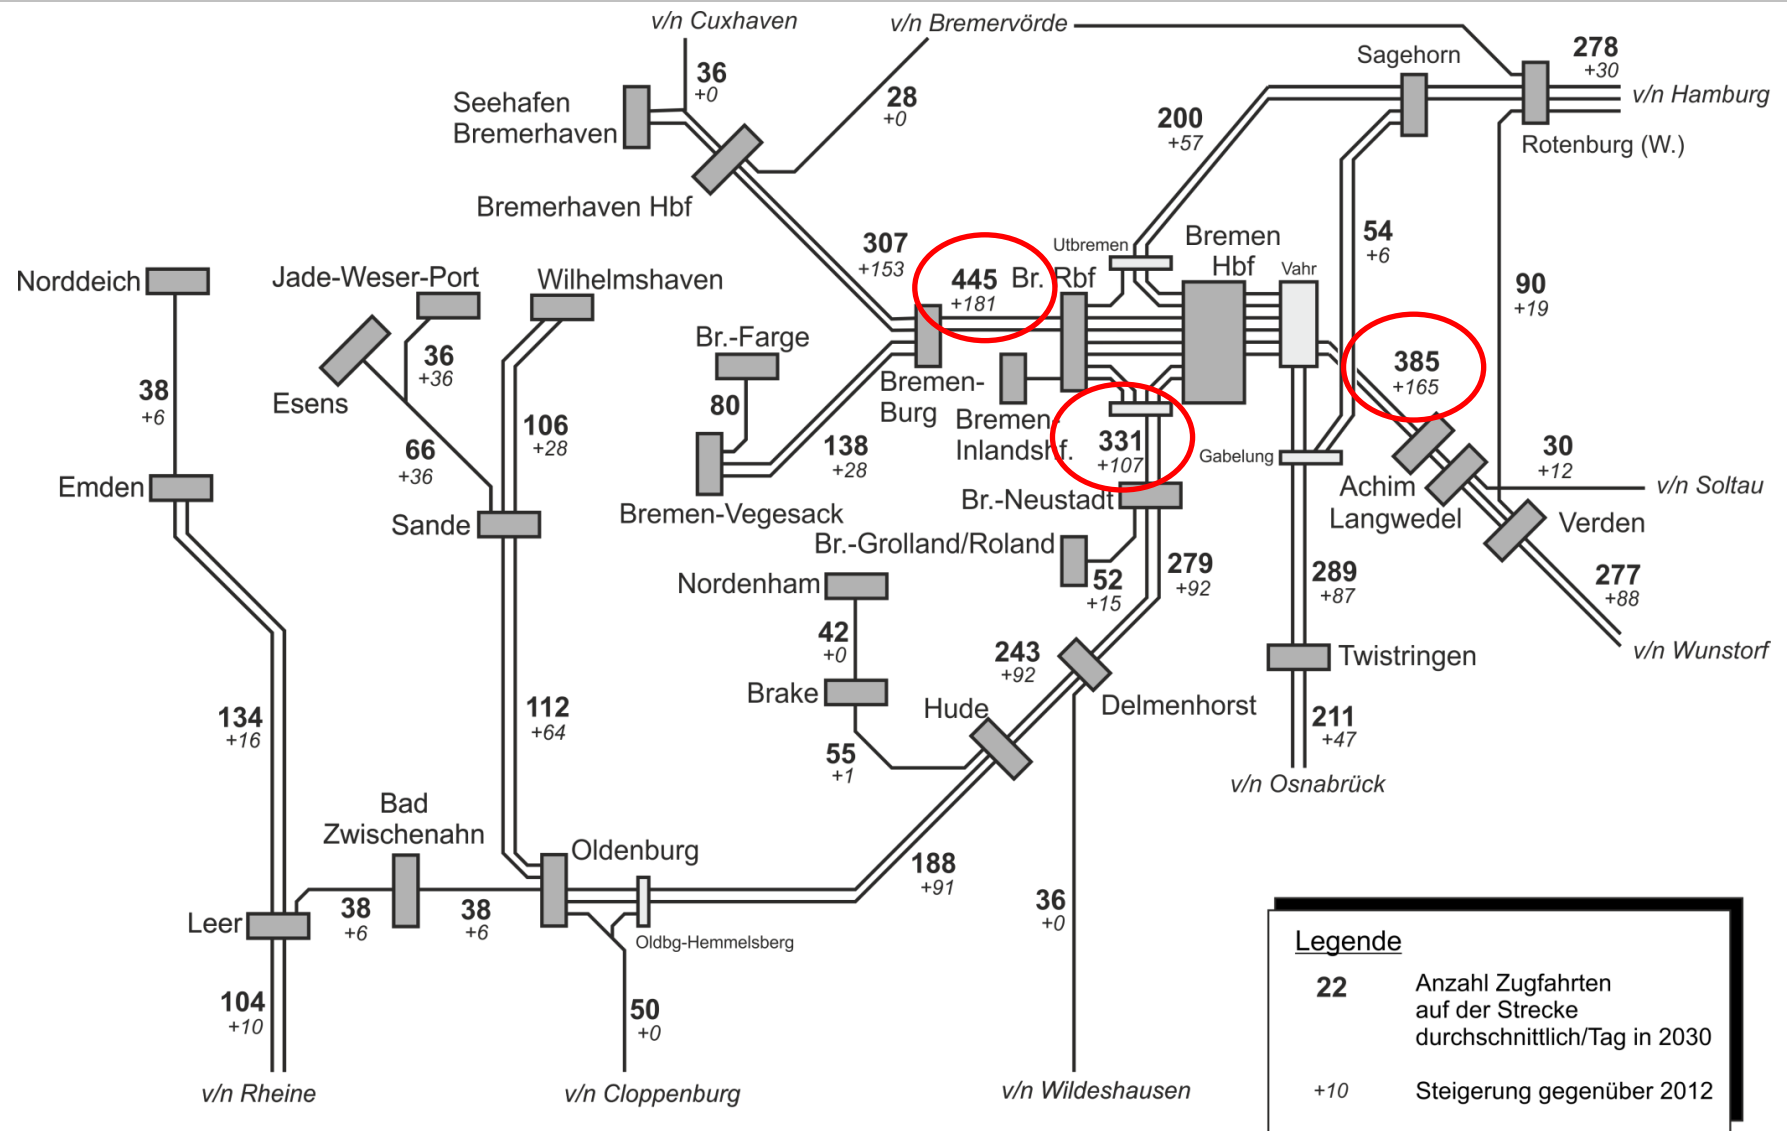 v/n Cuxhaven
v/n Bremervörde
36
+0
28
+0
Seehafen
Bremerhaven
Bremerhaven Hbf
Sagehorn
278
+30
v/n Hamburg
Rotenburg (W.)
200
+57
54
+6
90
+19
307
+153
445
+181
Br. Rbf
Utbremen
Bremen
Hbf
Vahr
385
+165
Norddeich
Jade-Weser-Port
Wilhelmshaven
Esens
36
+36
38
+6
66
+36
106
+28
Br.-Farge
80
Bremen-
Burg
138
+28
Bremen-Vegesack
Bremen-
Inlandshf.
331
+107
Gabelung
Achim
Langwedel
30
+12
v/n Soltau
Verden
277
+88
v/n Wunstorf
Emden
Sande
Br.-Neustadt
Br.-Grolland/Roland
52
+15
279
+92
289
+87
Twistringen
211
+47
v/n Osnabrück
Nordenham
42
+0
Brake
55
+1
Hude
243
+92
Delmenhorst
134
+16
112
+64
Bad
Zwischenahn
Oldenburg
188
+91
36
+0
Leer
38
+6
38
+6
Oldbg-Hemmelsberg
104
+10
50
+0
v/n Rheine
v/n Cloppenburg
v/n Wildeshausen
Legende
22
Anzahl Zugfahrten
auf der Strecke
durchschnittlich/Tag in 2030
+10
Steigerung gegenüber 2012